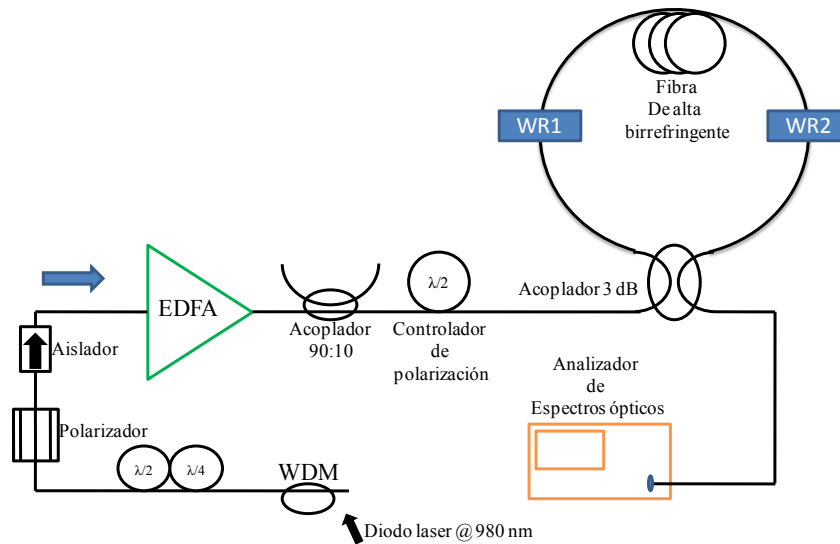 Fibra
De alta
birrefringente
WR1
WR2
EDFA
λ/2
Acoplador 3 dB
Acoplador
90:10
Controlador
de
polarización
Aislador
Analizador
de
Espectros ópticos
Polarizador
λ/2
λ/4
WDM
Diodo laser @ 980 nm